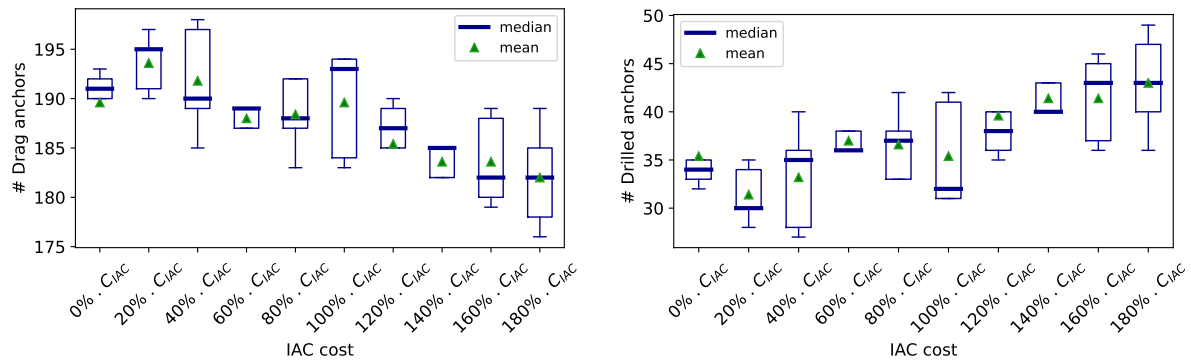 # Drag anchors
195
190
185
180
175
median
mean
0% . C_IAC
20% . C_IAC
40% . C_IAC
60% . C_IAC
80% . C_IAC
100% . C_IAC
120% . C_IAC
140% . C_IAC
160% . C_IAC
180% . C_IAC
IAC cost
# Drilled anchors
50
45
40
35
30
median
mean
0% . C_IAC
20% . C_IAC
40% . C_IAC
60% . C_IAC
80% . C_IAC
100% . C_IAC
120% . C_IAC
140% . C_IAC
160% . C_IAC
180% . C_IAC
IAC cost